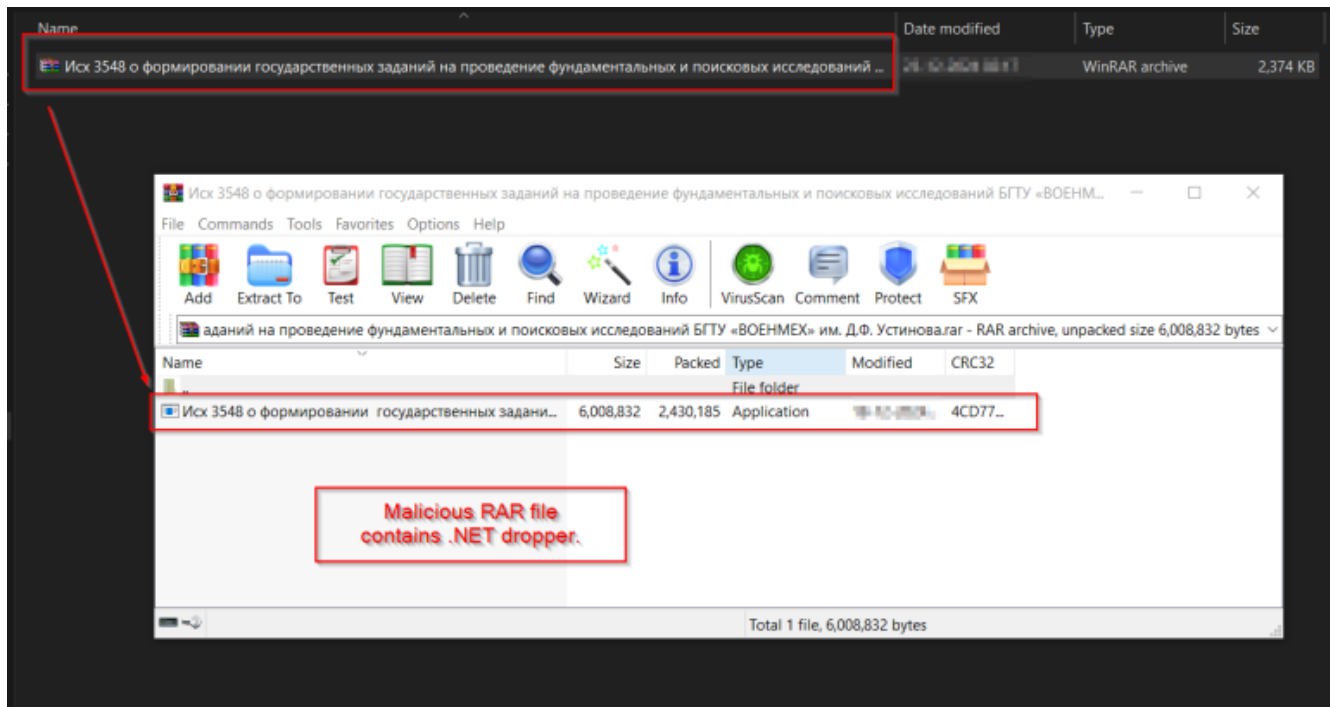 Name Date modified Type Size
Исх 3548 о формировании государственных заданий на проведение фундаментальных и поисковых исследований ... WinRAR archive 2,374 KB
Исх 3548 о формировании государственных заданий на проведение фундаментальных и поисковых исследований БГТУ «ВОЕНМ...
File Commands Tools Favorites Options Help
Add Extract To Test View Delete Find Wizard Info VirusScan Comment Protect SFX
аданий на проведение фундаментальных и поисковых исследований БГТУ «ВОЕНМЕХ» им. Д.Ф. Устинова.rar - RAR archive, unpacked size 6,008,832 bytes
Name Size Packed Type Modified CRC32
.. File folder
Исх 3548 о формировании государственных задани... 6,008,832 2,430,185 Application 4CD77...
Malicious RAR file
contains .NET dropper.
Total 1 file, 6,008,832 bytes